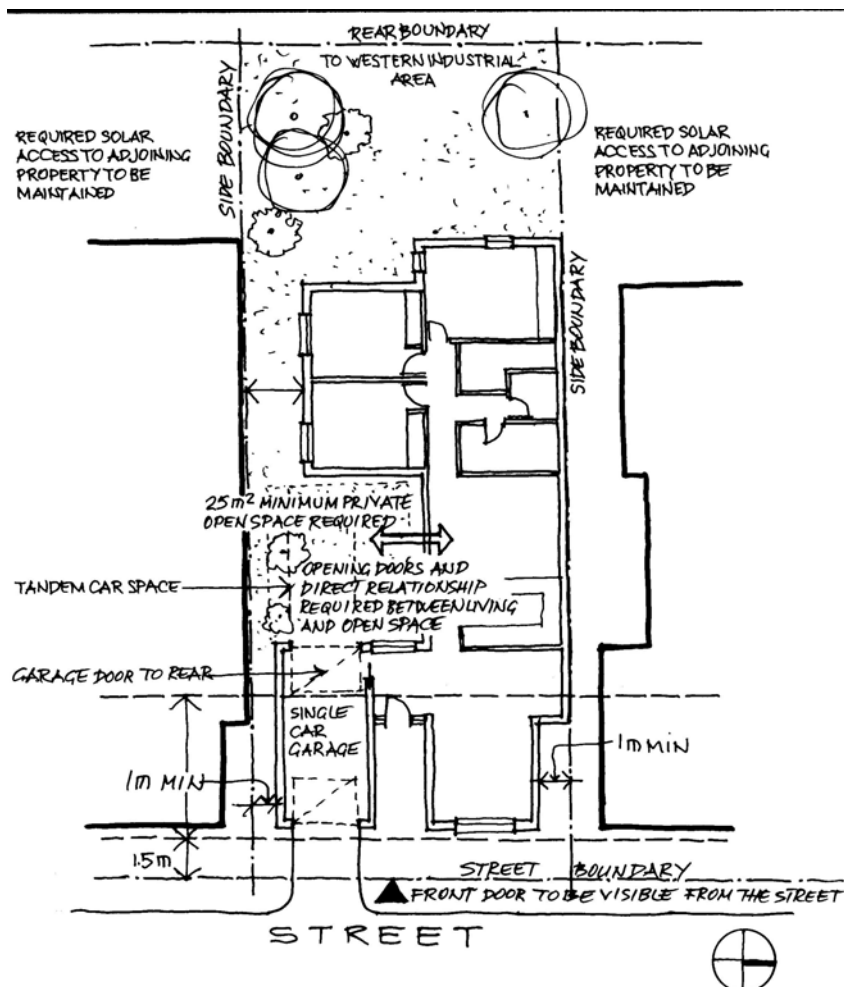 REAR BOUNDARY
TO WESTERN INDUSTRIAL
AREA
REQUIRED SOLAR
ACCESS TO ADJOINING
PROPERTY TO BE
MAINTAINED
SIDE BOUNDARY
REQUIRED SOLAR
ACCESS TO ADJOINING
PROPERTY TO BE
MAINTAINED
SIDE BOUNDARY
25m² MINIMUM PRIVATE
OPEN SPACE REQUIRED
TANDEM CAR SPACE
OPENING DOORS AND
DIRECT RELATIONSHIP
REQUIRED BETWEEN LIVING
AND OPEN SPACE
GARAGE DOOR TO REAR
SINGLE
CAR
GARAGE
1m MIN
1m MIN
1.5m
STREET BOUNDARY
FRONT DOOR TO BE VISIBLE FROM THE STREET
STREET